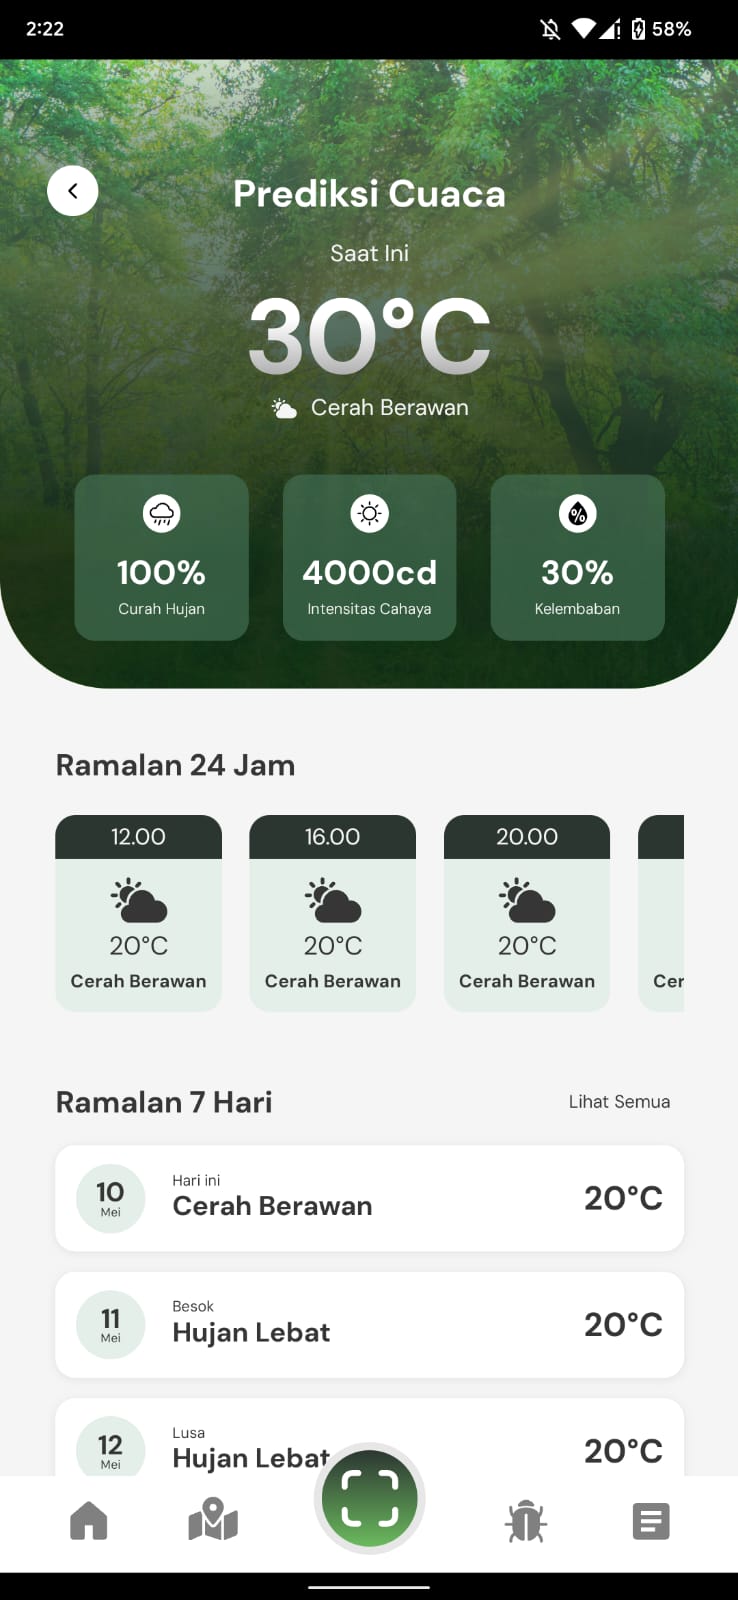 2:22
58%
Prediksi Cuaca
Saat Ini
30°C
Cerah Berawan
100%
Curah Hujan
4000cd
Intensitas Cahaya
30%
Kelembaban
Ramalan 24 Jam
12.00
20°C
Cerah Berawan
16.00
20°C
Cerah Berawan
20.00
20°C
Cerah Berawan
Cer
Ramalan 7 Hari
Lihat Semua
10
Mei
Hari ini
Cerah Berawan
20°C
11
Mei
Besok
Hujan Lebat
20°C
12
Mei
Lusa
Hujan Lebat
20°C